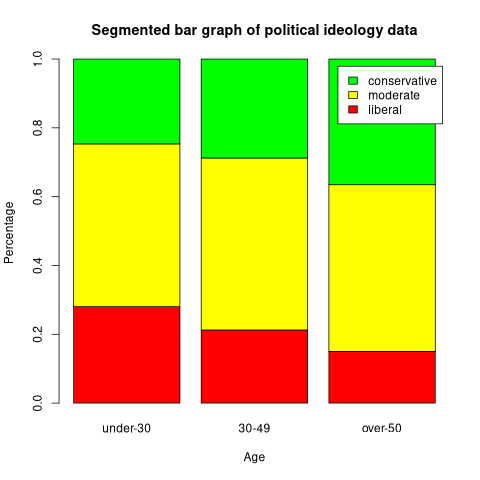 Segmented bar graph of political ideology data
conservative
moderate
liberal
Percentage
1.0
0.8
0.6
0.4
0.2
0.0
under-30
30-49
over-50
Age